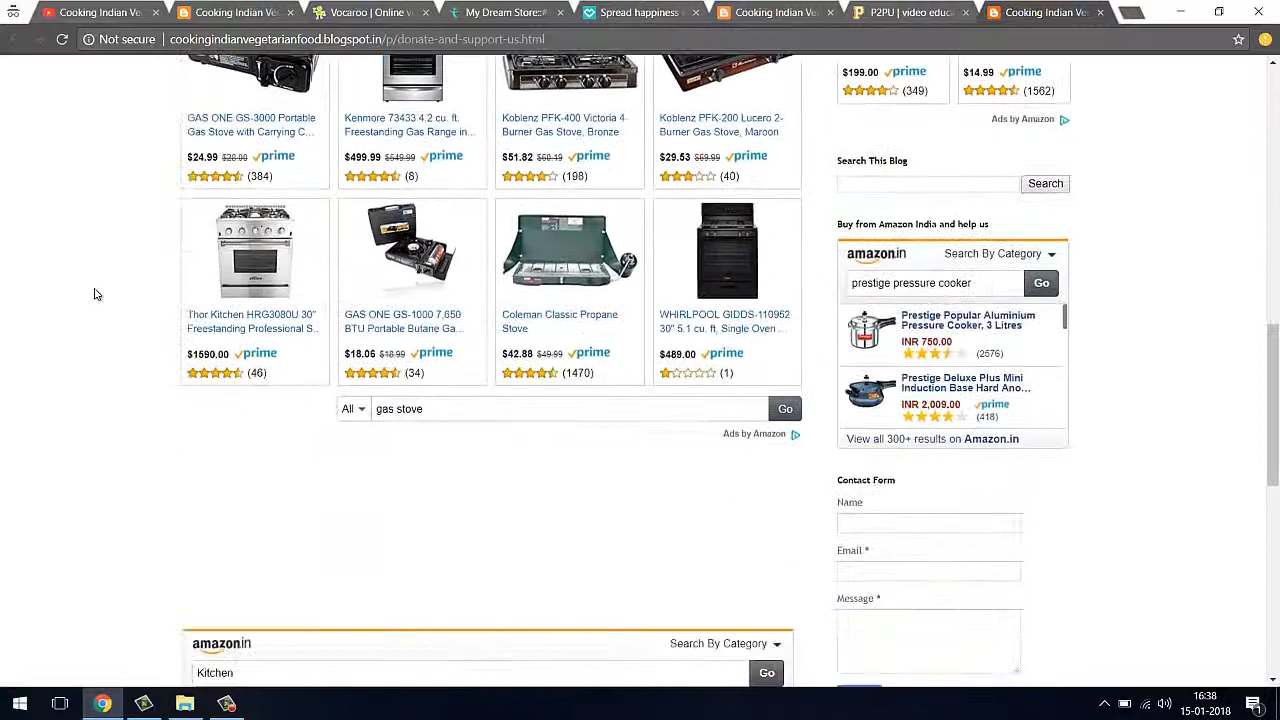 Cooking Indian Ve
Cooking Indian Ve
Vocaroo | Online v
My Dream Store::
Spread happiness
Cooking Indian Ve
P2PU | video educ
Cooking Indian Ve
Not secure
cookingindianvegetarianfood.blogspot.in/p/donate-and-support-us.html
GAS ONE GS-3000 Portable
Gas Stove with Carrying C...
$24.99 $28.00 prime
(384)
Kenmore 73433 4.2 cu. ft.
Freestanding Gas Range in...
$499.99 $549.99 prime
(8)
Koblenz PFK-400 Victoria 4-
Burner Gas Stove, Bronze
$51.82 $60.19 prime
(198)
Koblenz PFK-200 Lucero 2-
Burner Gas Stove, Maroon
$29.53 prime
(40)
Thor Kitchen HRG3080U 30"
Freestanding Professional S...
$1590.00 prime
(46)
GAS ONE GS-1000 7,650
BTU Portable Butane Ga...
$18.06 $18.99 prime
(34)
Coleman Classic Propane
Stove
$42.88 $49.99 prime
(1470)
WHIRLPOOL GIDDS-110952
30" 5.1 cu. ft, Single Oven ...
$489.00 prime
(1)
All
gas stove
Go
Ads by Amazon
amazon.in
Search By Category
Kitchen
Go
$199.00 prime
(349)
$14.99 prime
(1562)
Ads by Amazon
Search This Blog
Search
Buy from Amazon India and help us
amazon.in
Search By Category
prestige pressure cooker
Go
Prestige Popular Aluminium
Pressure Cooker, 3 Litres
INR 750.00
(2576)
Prestige Deluxe Plus Mini
Induction Base Hard Ano...
INR 2,009.00 prime
(418)
View all 300+ results on Amazon.in
Contact Form
Name
Email *
Message *
16:38
15-01-2018